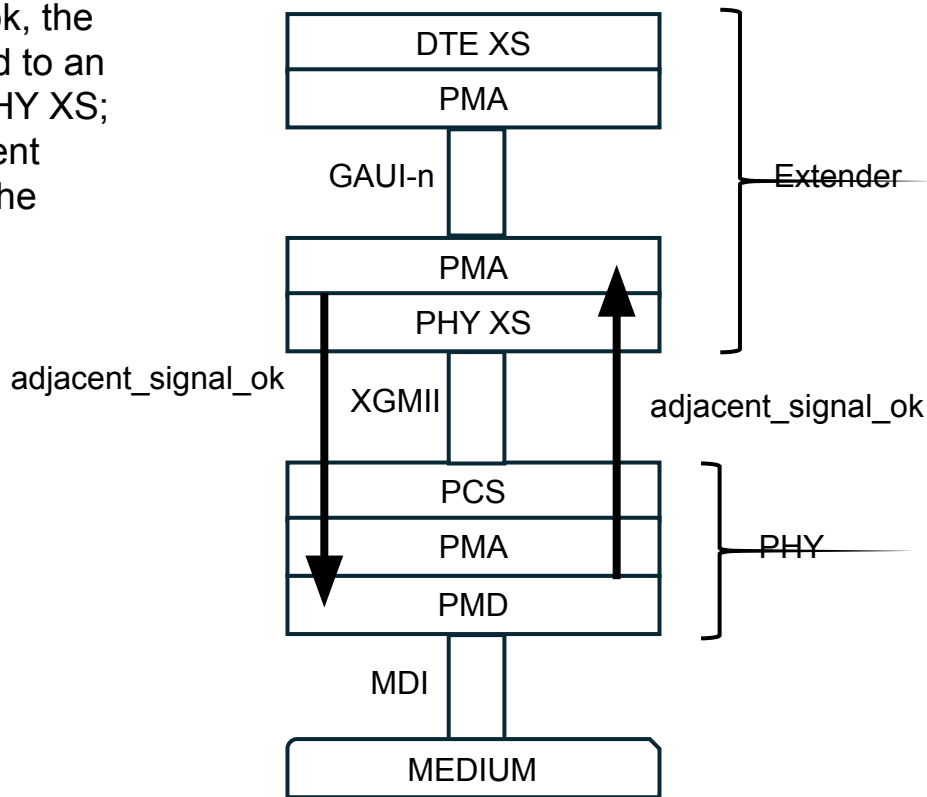 ok, the
d to an
HY XS;
ent
he
DTE XS
PMA
GAUI-n
Extender
PMA
PHY XS
adjacent_signal_ok
XGMII
adjacent_signal_ok
PCS
PMA
PHY
PMD
MDI
MEDIUM